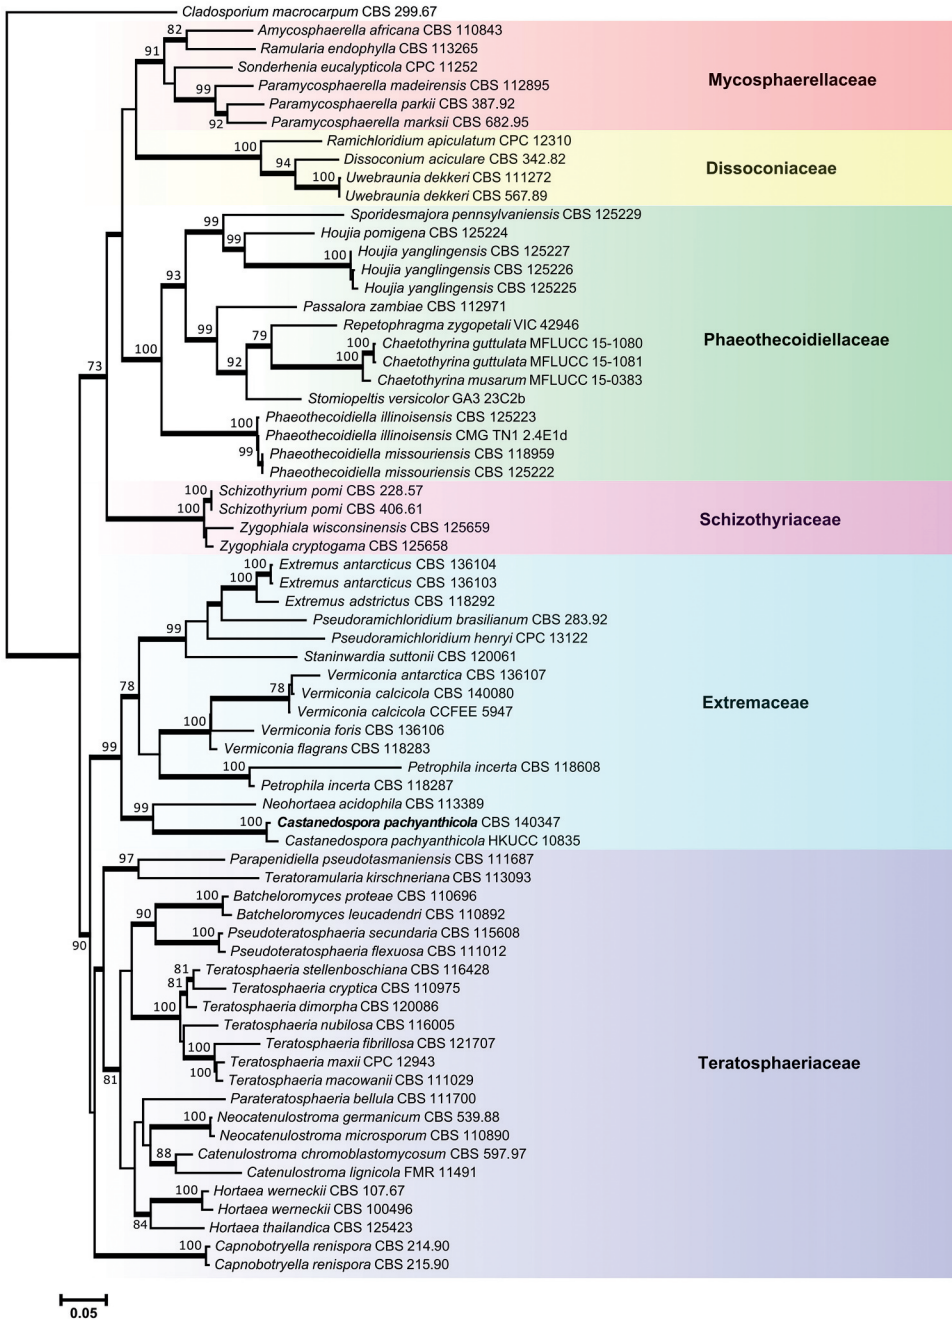 Cladosporium macrocarpum CBS 299.67
82
Amycosphaerella africana CBS 110843
91
Ramularia endophylla CBS 113265
Sonderhenia eucalypticola CPC 11252
Mycosphaerellaceae
99
Paramycosphaerella madeirensis CBS 112895
Paramycosphaerella parkii CBS 387.92
92
Paramycosphaerella marksii CBS 682.95
100
Ramichloridium apiculatum CPC 12310
94
Dissoconium aciculare CBS 342.82
Dissoconiaceae
100
Uwebraunia dekkeri CBS 111272
Uwebraunia dekkeri CBS 567.89
99
Sporidesmajora pennsylvaniensis CBS 125229
99
Houjia pomigena CBS 125224
100
Houjia yanglingensis CBS 125227
Houjia yanglingensis CBS 125226
93
Houjia yanglingensis CBS 125225
Passalora zambiae CBS 112971
99
79
Repetophragma zygopetali VIC 42946
100
Chaetothyrina guttulata MFLUCC 15-1080
Phaeothecoidiellaceae
100
100
92
Chaetothyrina guttulata MFLUCC 15-1081
73
Chaetothyrina musarum MFLUCC 15-0383
Stomiopeltis versicolor GA3 23C2b
100
Phaeothecoidiella illinoisensis CBS 125223
Phaeothecoidiella illinoisensis CMG TN1 2.4E1d
99
Phaeothecoidiella missouriensis CBS 118959
Phaeothecoidiella missouriensis CBS 125222
100
Schizothyrium pomi CBS 228.57
100
Schizothyrium pomi CBS 406.61
Schizothyriaceae
Zygophiala wisconsinensis CBS 125659
Zygophiala cryptogama CBS 125658
100
Extremus antarcticus CBS 136104
100
Extremus antarcticus CBS 136103
Extremus adstrictus CBS 118292
Pseudoramichloridium brasilianum CBS 283.92
99
Pseudoramichloridium henryi CPC 13122
Staninwardia suttonii CBS 120061
Vermiconia antarctica CBS 136107
78
78
Vermiconia calcicola CBS 140080
Extremaceae
Vermiconia calcicola CCFEE 5947
100
Vermiconia foris CBS 136106
99
Vermiconia flagrans CBS 118283
100
Petrophila incerta CBS 118608
Petrophila incerta CBS 118287
99
Neohortaea acidophila CBS 113389
100
Castanedospora pachyanthicola CBS 140347
Castanedospora pachyanthicola HKUCC 10835
97
Parapenidiella pseudotasmaniensis CBS 111687
Teratoramularia kirschneriana CBS 113093
100
Batcheloromyces proteae CBS 110696
90
Batcheloromyces leucadendri CBS 110892
100
Pseudoteratosphaeria secundaria CBS 115608
90
Pseudoteratosphaeria flexuosa CBS 111012
81
Teratosphaeria stellenboschiana CBS 116428
81
Teratosphaeria cryptica CBS 110975
100
Teratosphaeria dimorpha CBS 120086
Teratosphaeria nubilosa CBS 116005
100
Teratosphaeria fibrillosa CBS 121707
Teratosphaeria maxii CPC 12943
Teratosphaeriaceae
100
Teratosphaeria macowanii CBS 111029
81
Parateratosphaeria bellula CBS 111700
100
Neocatenulostroma germanicum CBS 539.88
Neocatenulostroma microsporum CBS 110890
88
Catenulostroma chromoblastomycosum CBS 597.97
Catenulostroma lignicola FMR 11491
100
Hortaea werneckii CBS 107.67
Hortaea werneckii CBS 100496
84
Hortaea thailandica CBS 125423
100
Capnobotryella renispora CBS 214.90
Capnobotryella renispora CBS 215.90
0.05